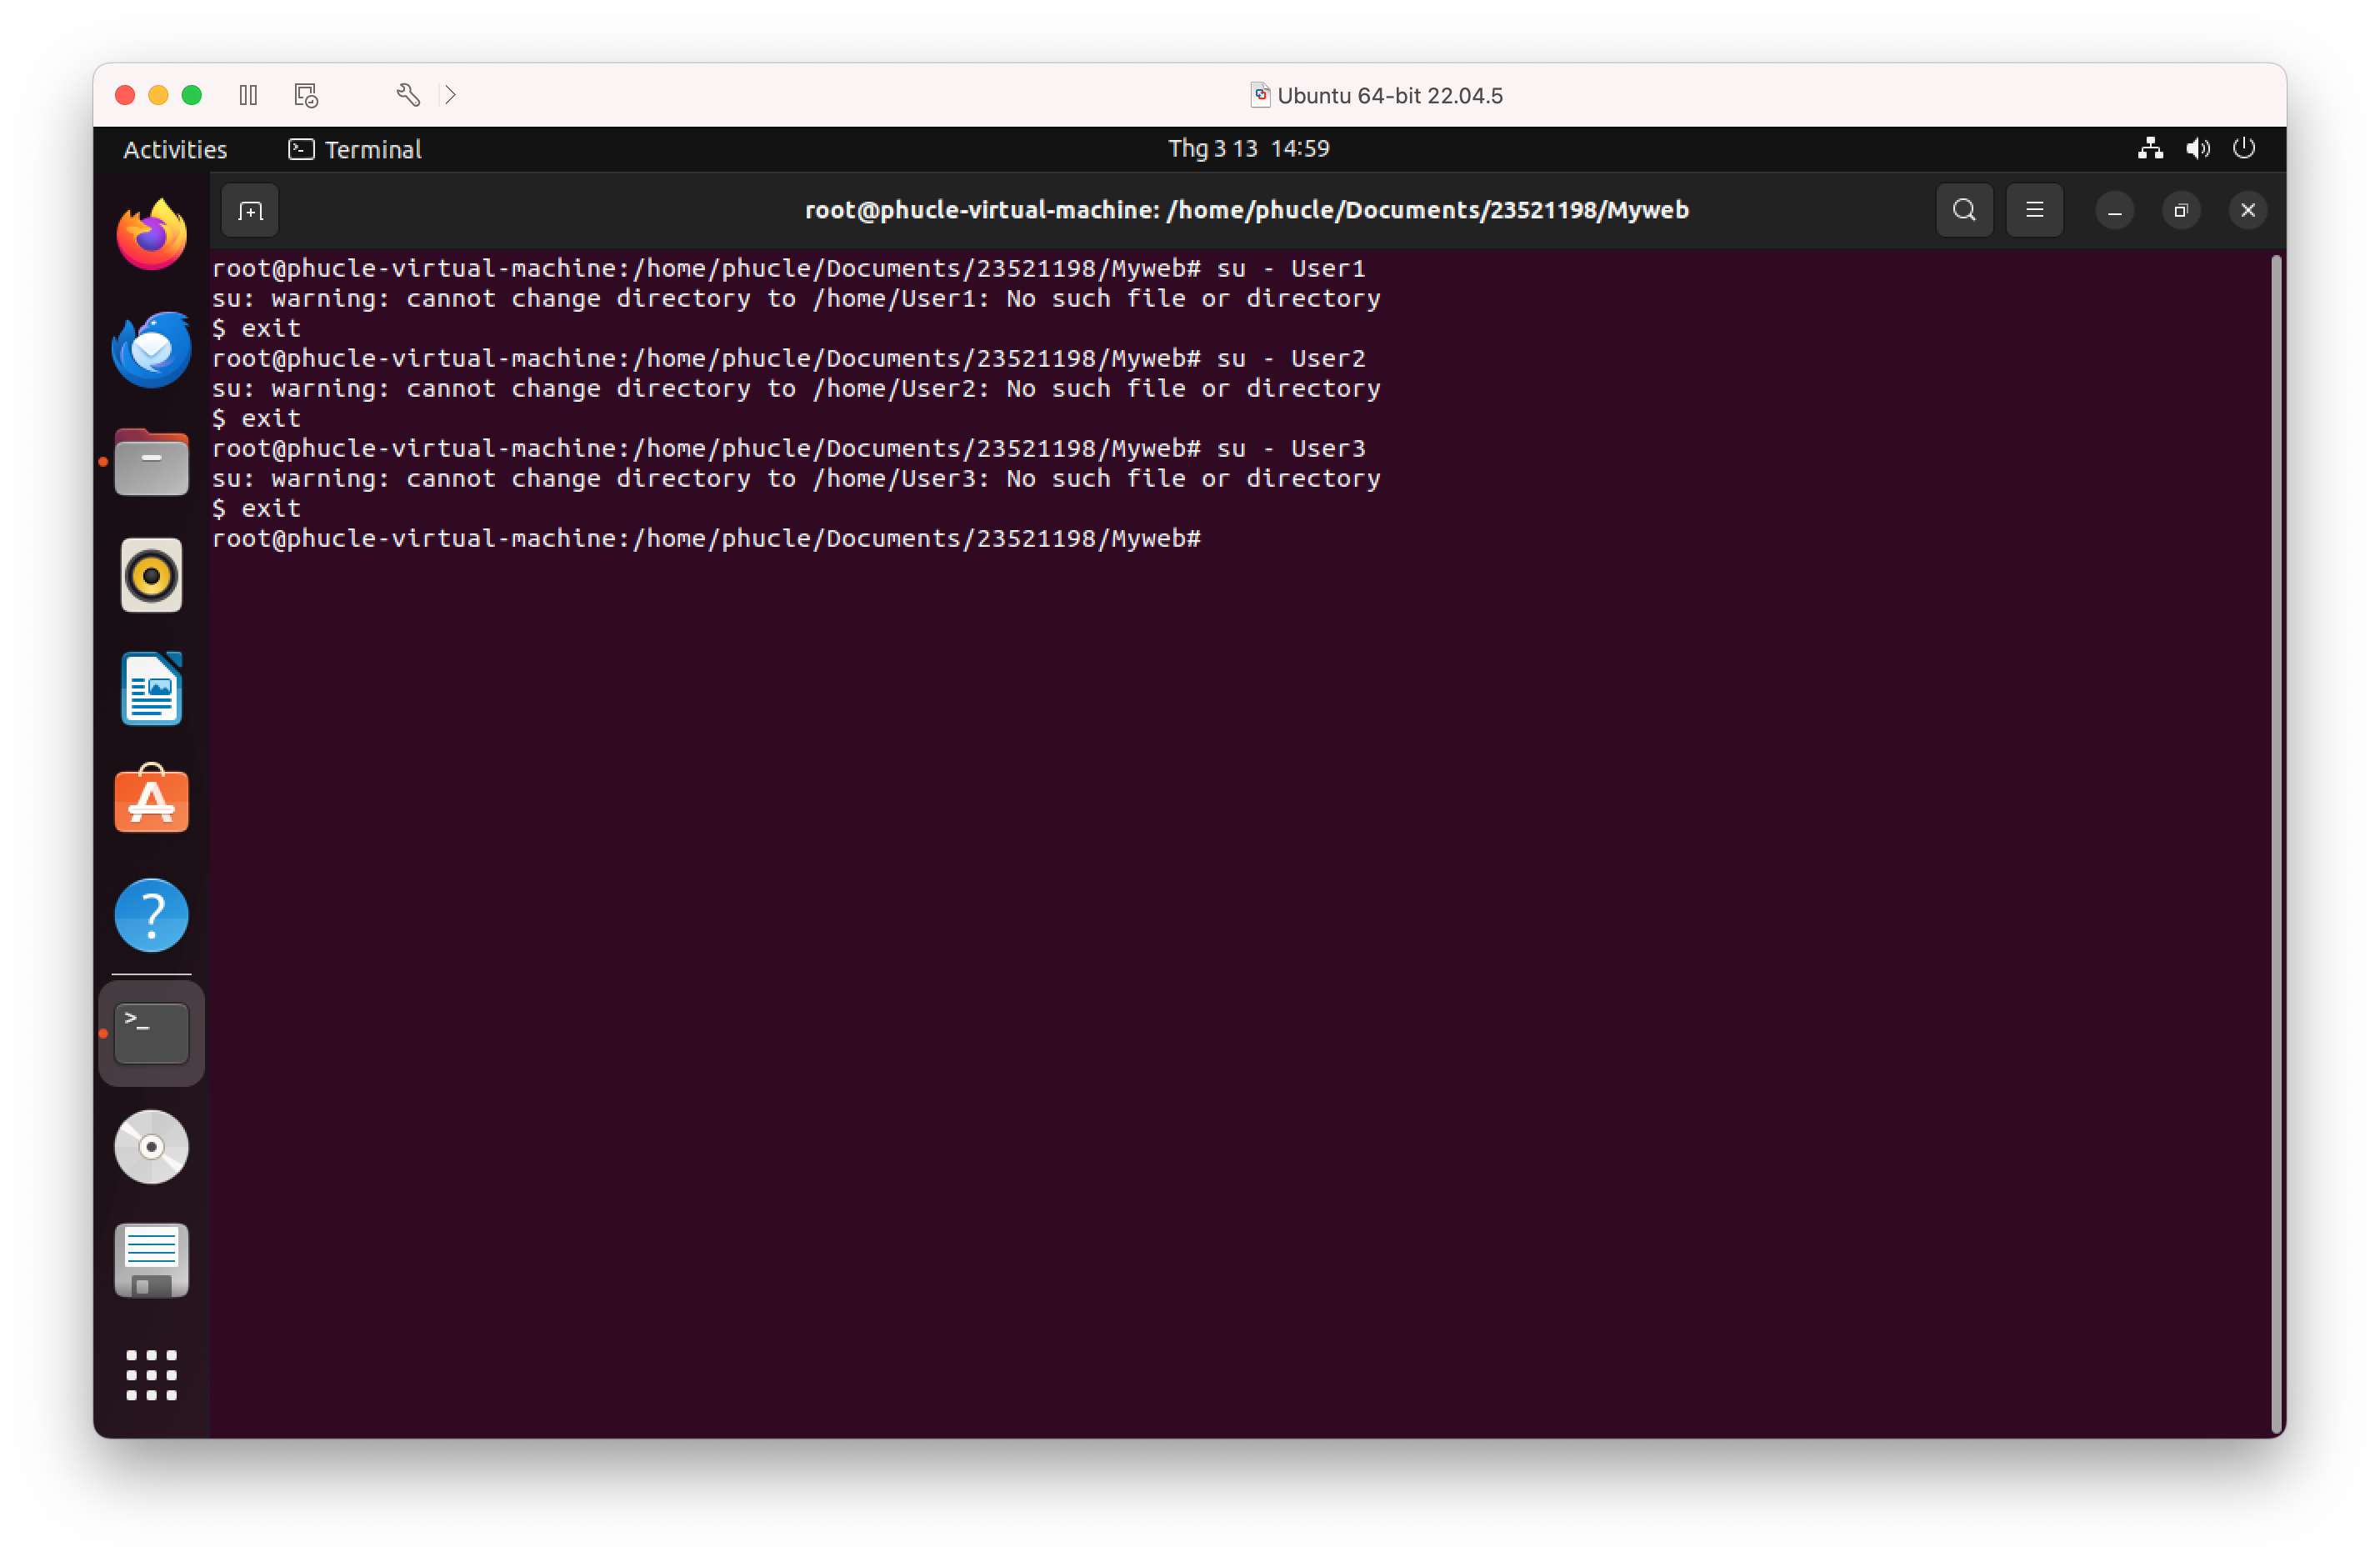 Ubuntu 64-bit 22.04.5
Activities
Terminal
Thg 3 13 14:59
root@phucle-virtual-machine: /home/phucle/Documents/23521198/Myweb
root@phucle-virtual-machine:/home/phucle/Documents/23521198/Myweb# su - User1
su: warning: cannot change directory to /home/User1: No such file or directory
$ exit
root@phucle-virtual-machine:/home/phucle/Documents/23521198/Myweb# su - User2
su: warning: cannot change directory to /home/User2: No such file or directory
$ exit
root@phucle-virtual-machine:/home/phucle/Documents/23521198/Myweb# su - User3
su: warning: cannot change directory to /home/User3: No such file or directory
$ exit
root@phucle-virtual-machine:/home/phucle/Documents/23521198/Myweb#